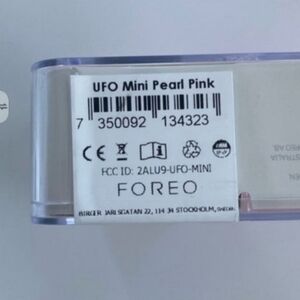 UFO Mini Pearl Pink
7 350092 134323
FCC ID: 2ALU9-UFO-MINI
FOREO
BIRGER JARLSGATAN 22, 114 34 STOCKHOLM, SWEDEN